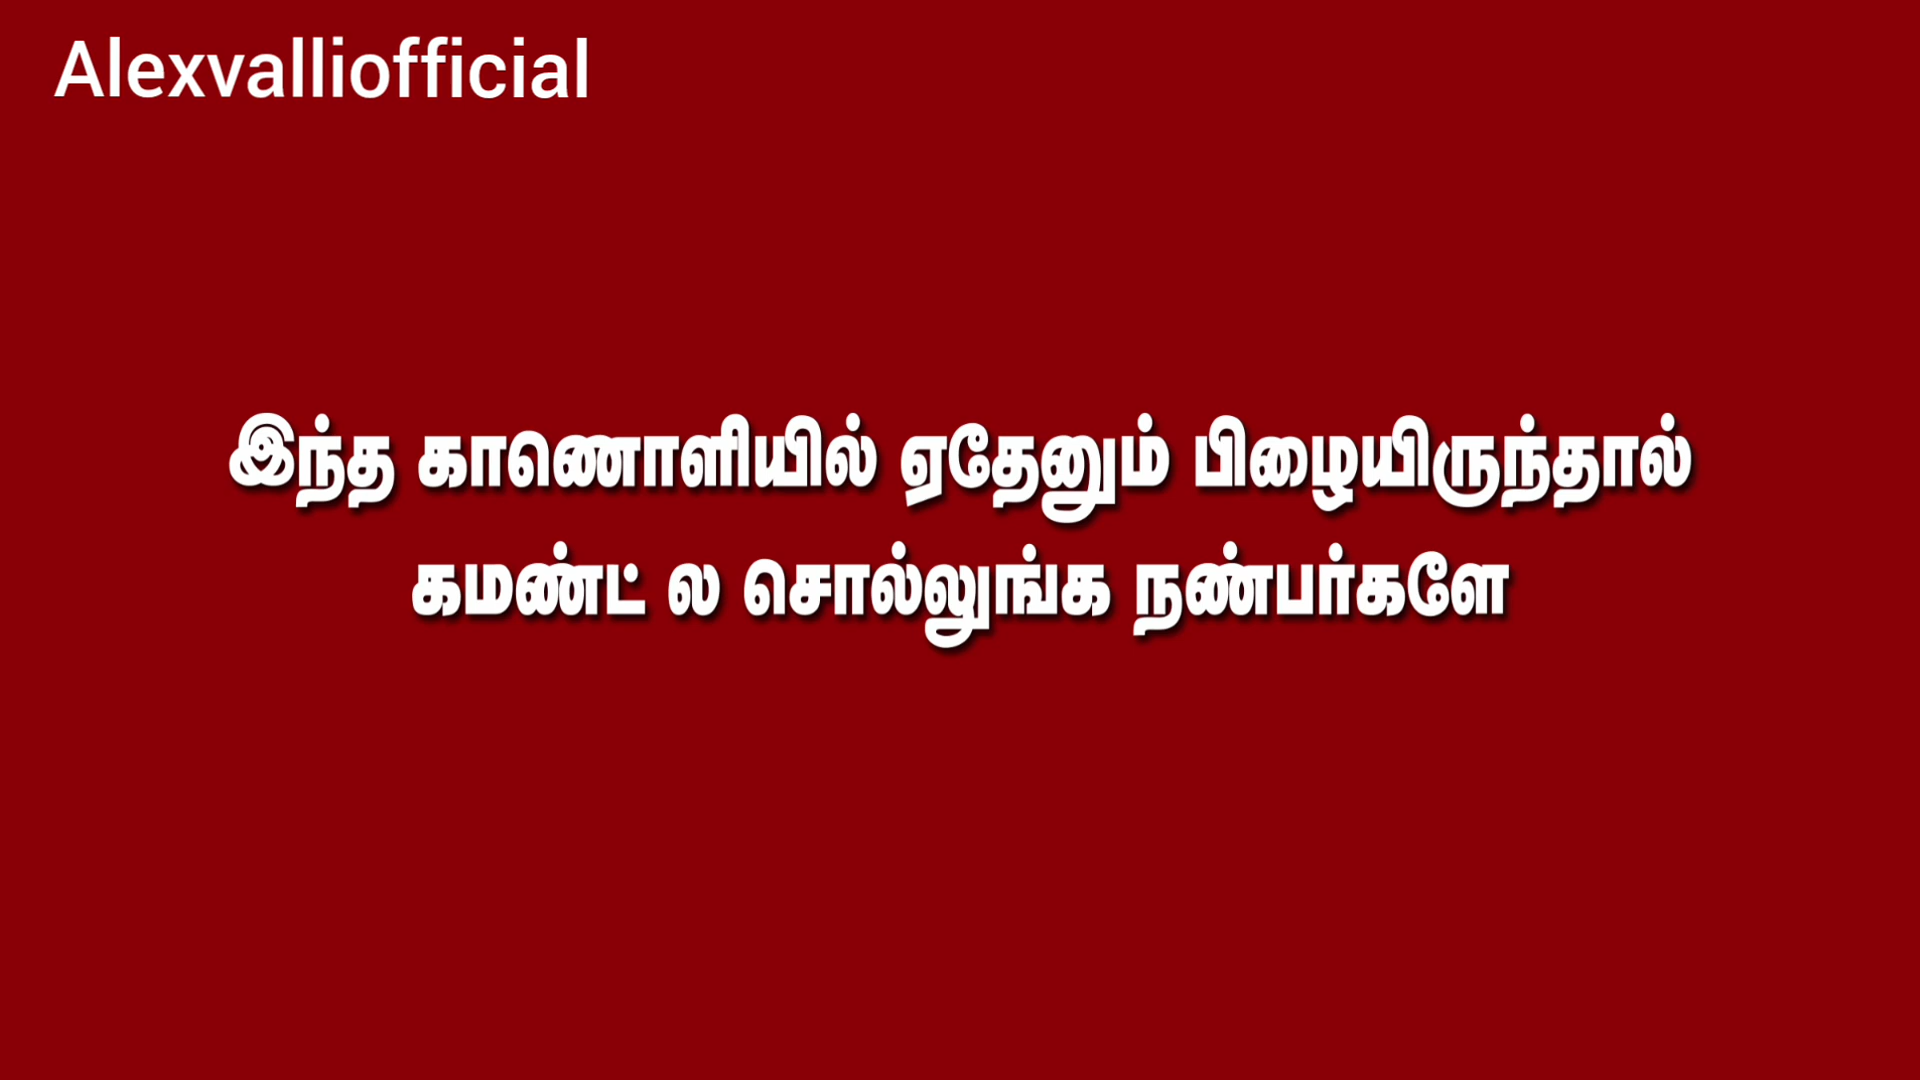 Alexvalliofficial
இந்த காணொளியில் ஏதேனும் பிழையிருந்தால்
கமண்ட் ல சொல்லுங்க நண்பர்களே